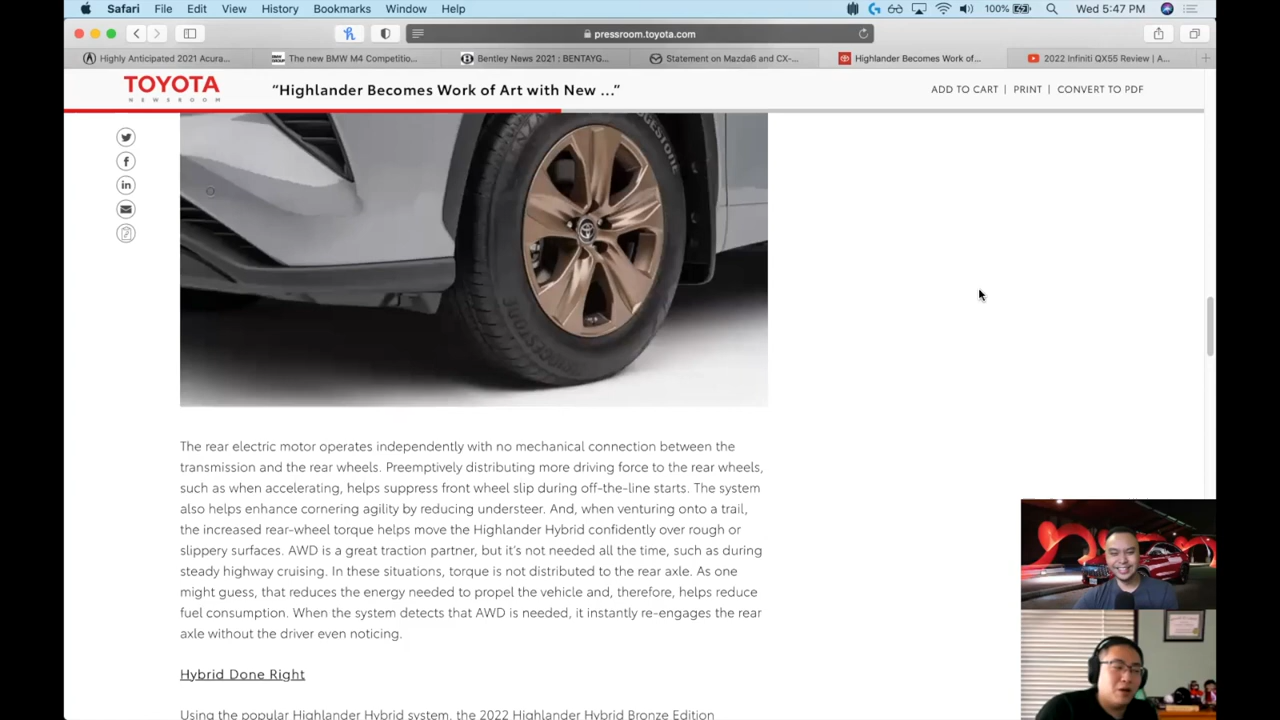 Safari File Edit View History Bookmarks Window Help 100% Wed 5:47 PM
pressroom.toyota.com
Highly Anticipated 2021 Acura... The new BMW M4 Competitio... Bentley News 2021 : BENTAYG... Statement on Mazda6 and CX-... Highlander Becomes Work of... 2022 Infiniti QX55 Review | A...
TOYOTA
NEWSROOM
“Highlander Becomes Work of Art with New ...”
ADD TO CART | PRINT | CONVERT TO PDF
BRIDGESTONE
BRIDGESTONE
The rear electric motor operates independently with no mechanical connection between the
transmission and the rear wheels. Preemptively distributing more driving force to the rear wheels,
such as when accelerating, helps suppress front wheel slip during off-the-line starts. The system
also helps enhance cornering agility by reducing understeer. And, when venturing onto a trail,
the increased rear-wheel torque helps move the Highlander Hybrid confidently over rough or
slippery surfaces. AWD is a great traction partner, but it’s not needed all the time, such as during
steady highway cruising. In these situations, torque is not distributed to the rear axle. As one
might guess, that reduces the energy needed to propel the vehicle and, therefore, helps reduce
fuel consumption. When the system detects that AWD is needed, it instantly re-engages the rear
axle without the driver even noticing.
Hybrid Done Right
Using the popular Highlander Hybrid system, the 2022 Highlander Hybrid Bronze Edition